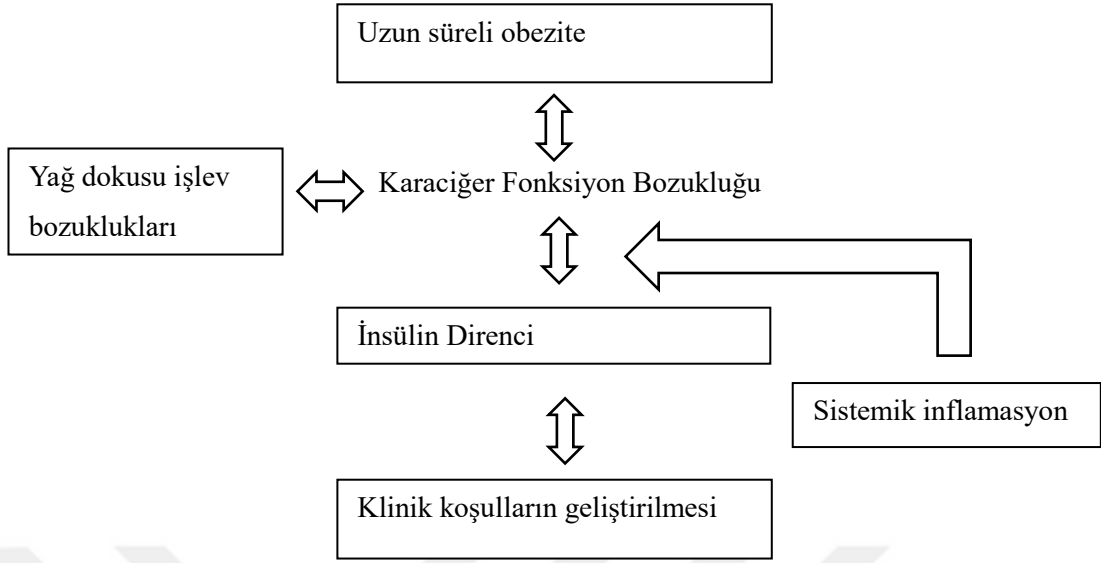 Uzun süreli obezite
Yağ dokusu işlev
bozuklukları
Karaciğer Fonksiyon Bozukluğu
İnsülin Direnci
Sistemik inflamasyon
Klinik koşulların geliştirilmesi